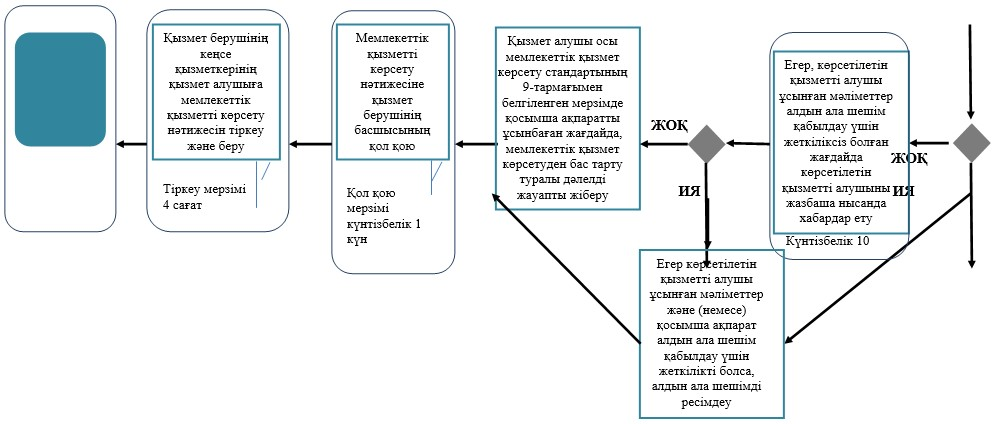 Қызмет берушінің
кеңсе
қызметкерінің
қызмет алушыға
мемлекеттік
қызметті көрсету
нәтижесін тіркеу
және беру
Тіркеу мерзімі
4 сағат
Мемлекеттік
қызметті
көрсету
нәтижесіне
қызмет
берушінің
басшысының
қол қою
Қол қою
мерзімі
күнтізбелік 1
күн
Қызмет алушы осы
мемлекеттік қызмет
көрсету стандартының
9-тармағымен
белгіленген мерзімде
қосымша ақпаратты
ұсынбаған жағдайда,
мемлекеттік қызмет
көрсетуден бас тарту
туралы дәлелді
жауапты жіберу
ЖОҚ
ИЯ
Егер, көрсетілетін
қызметті алушы
ұсынған мәліметтер
алдын ала шешім
қабылдау үшін
жеткіліксіз болған
жағдайда
көрсетілетін
қызметті алушыны
жазбаша нысанда
хабардар ету
Күнтізбелік 10
ЖОҚ
ИЯ
Егер көрсетілетін
қызметті алушы
ұсынған мәліметтер
және (немесе)
қосымша ақпарат
алдын ала шешім
қабылдау үшін
жеткілікті болса,
алдын ала шешімді
ресімдеу